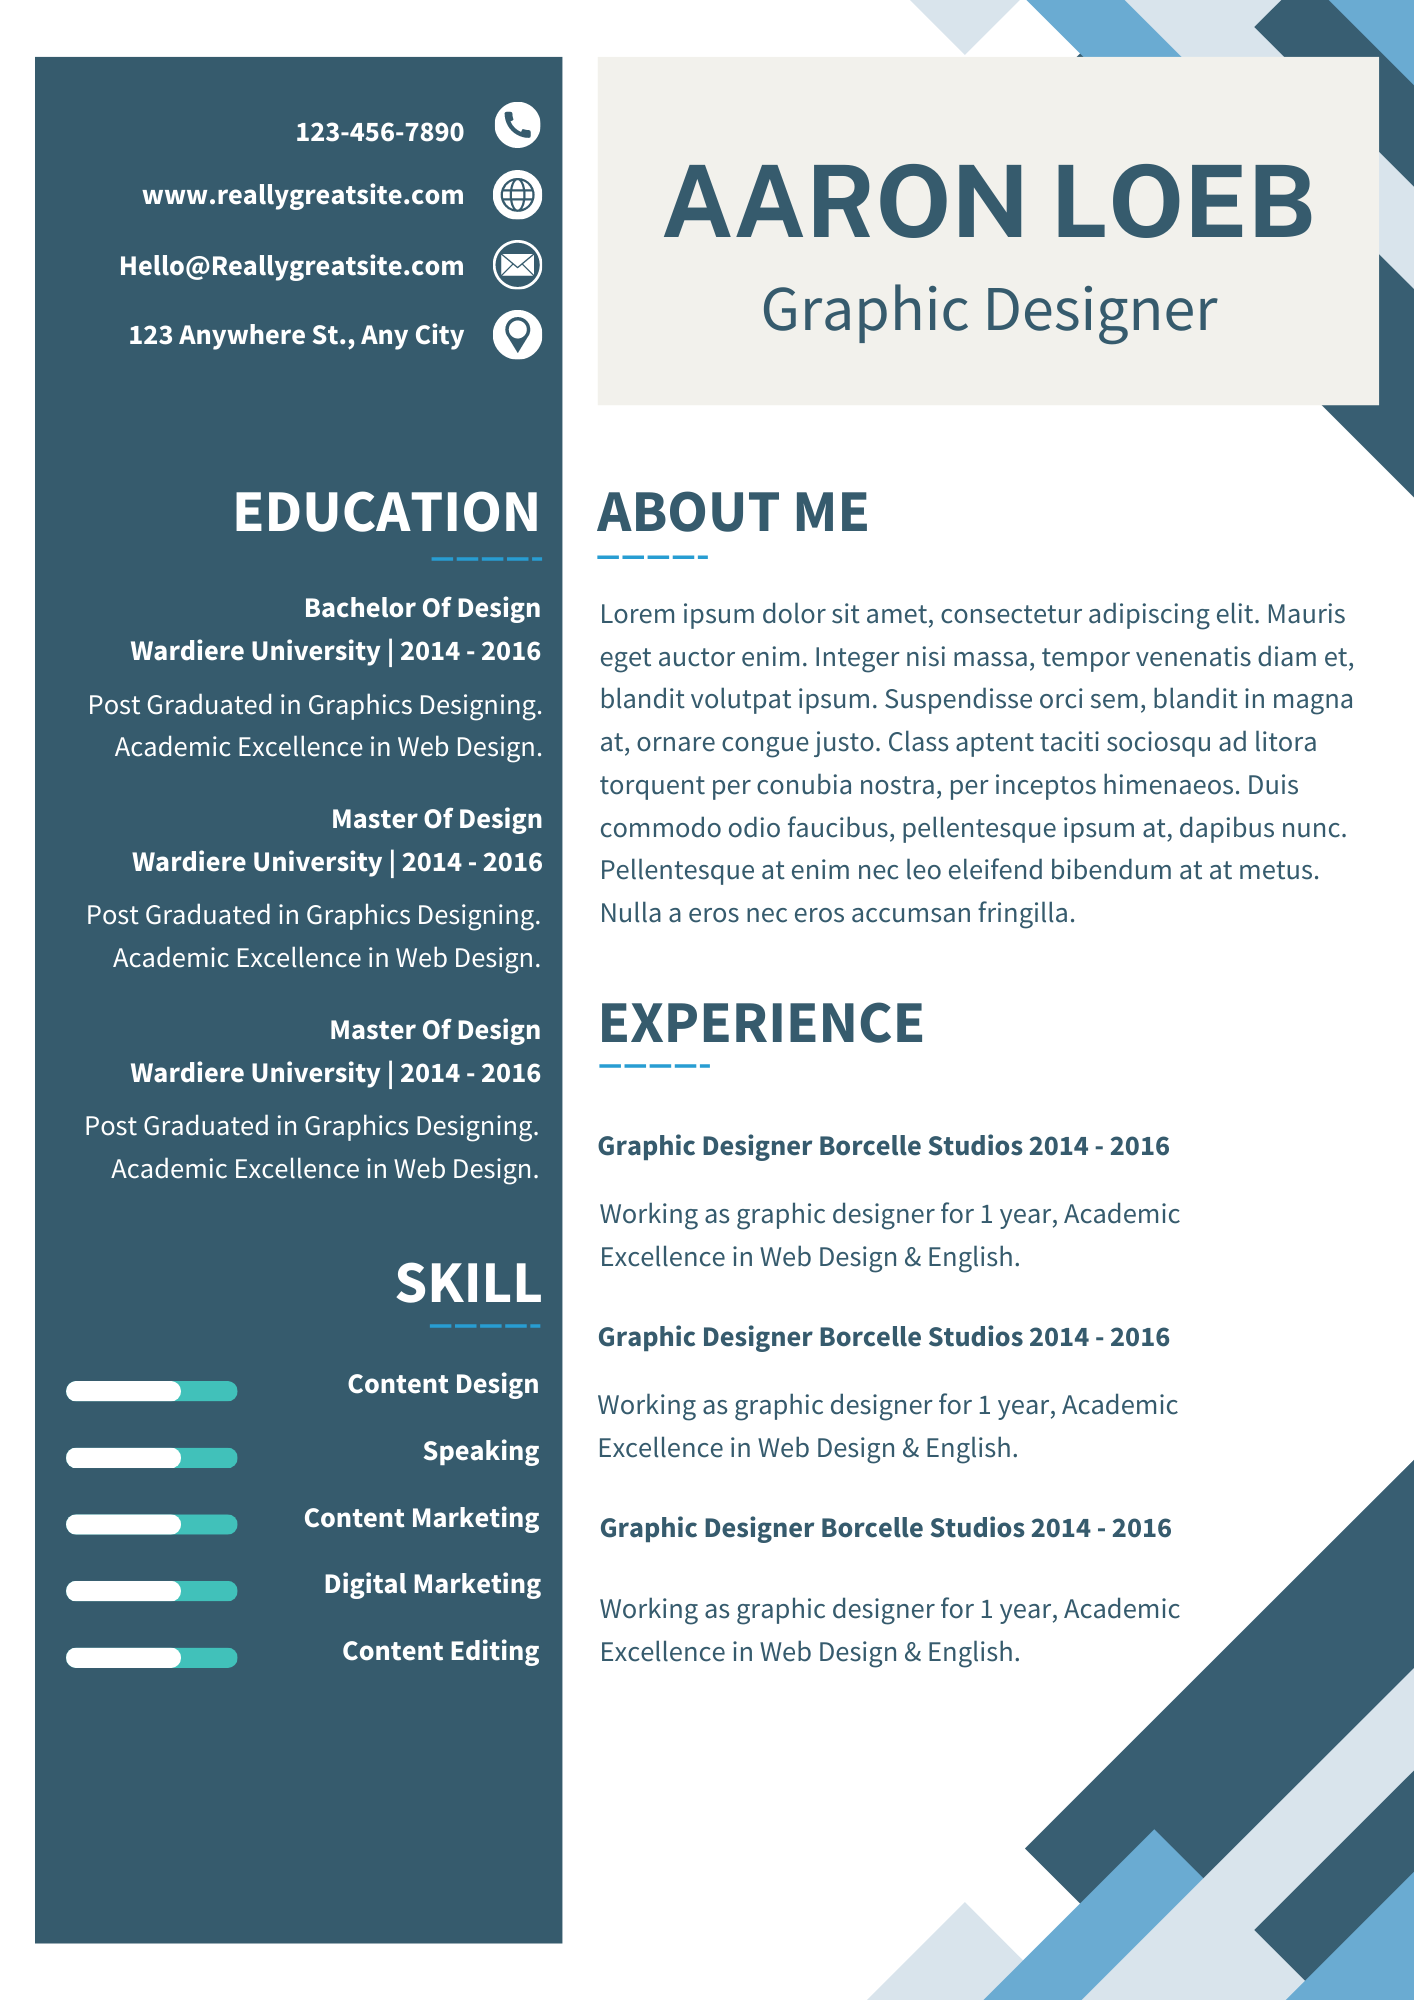 123-456-7890
www.reallygreatsite.com
Hello@Reallygreatsite.com
123 Anywhere St., Any City
AARON LOEB
Graphic Designer
EDUCATION
Bachelor Of Design
Wardiere University | 2014 - 2016
Post Graduated in Graphics Designing.
Academic Excellence in Web Design.
Master Of Design
Wardiere University | 2014 - 2016
Post Graduated in Graphics Designing.
Academic Excellence in Web Design.
Master Of Design
Wardiere University | 2014 - 2016
Post Graduated in Graphics Designing.
Academic Excellence in Web Design.
SKILL
Content Design
Speaking
Content Marketing
Digital Marketing
Content Editing
ABOUT ME
Lorem ipsum dolor sit amet, consectetur adipiscing elit. Mauris
eget auctor enim. Integer nisi massa, tempor venenatis diam et,
blandit volutpat ipsum. Suspendisse orci sem, blandit in magna
at, ornare congue justo. Class aptent taciti sociosqu ad litora
torquent per conubia nostra, per inceptos himenaeos. Duis
commodo odio faucibus, pellentesque ipsum at, dapibus nunc.
Pellentesque at enim nec leo eleifend bibendum at at metus.
Nulla a eros nec eros accumsan fringilla.
EXPERIENCE
Graphic Designer Borcelle Studios 2014 - 2016
Working as graphic designer for 1 year, Academic
Excellence in Web Design & English.
Graphic Designer Borcelle Studios 2014 - 2016
Working as graphic designer for 1 year, Academic
Excellence in Web Design & English.
Graphic Designer Borcelle Studios 2014 - 2016
Working as graphic designer for 1 year, Academic
Excellence in Web Design & English.